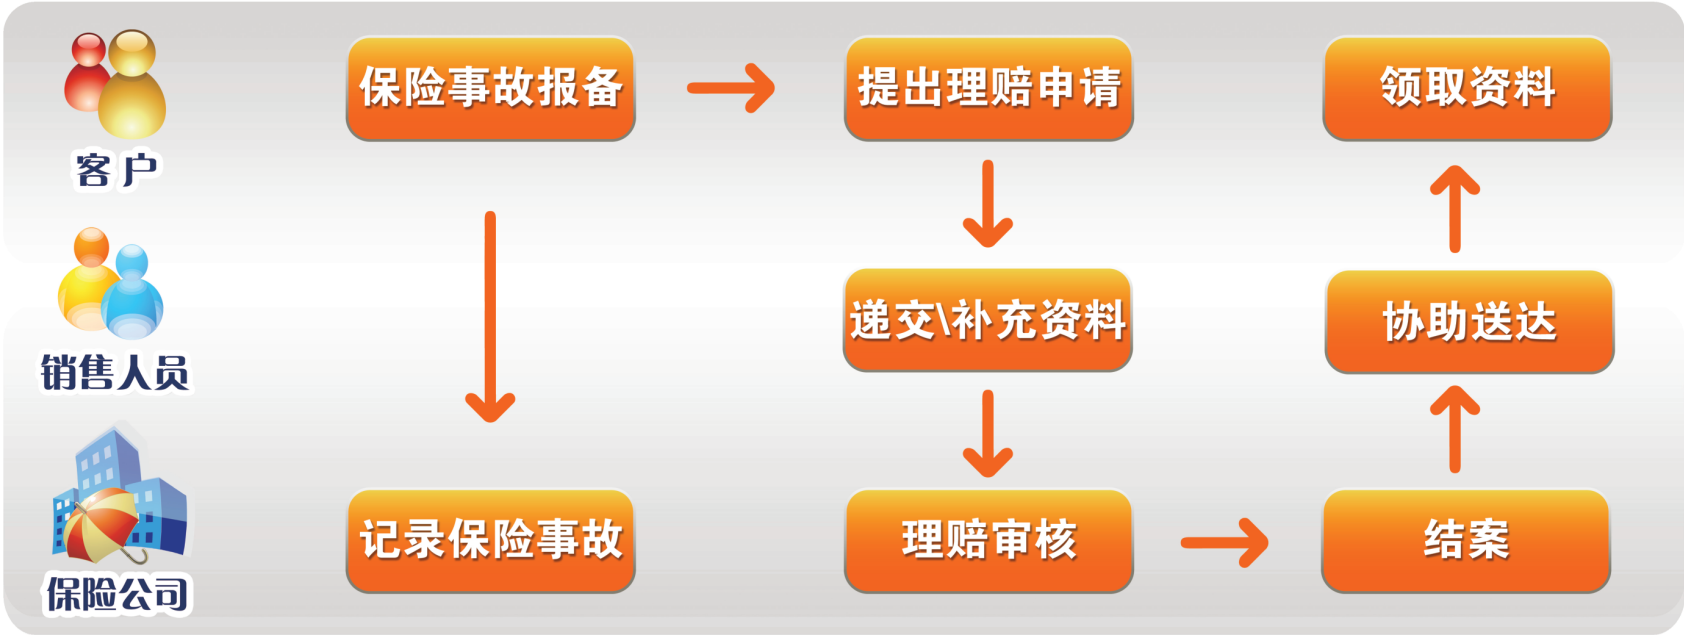 客户
保险事故报备
提出理赔申请
领取资料
销售人员
递交\补充资料
协助送达
保险公司
记录保险事故
理赔审核
结案